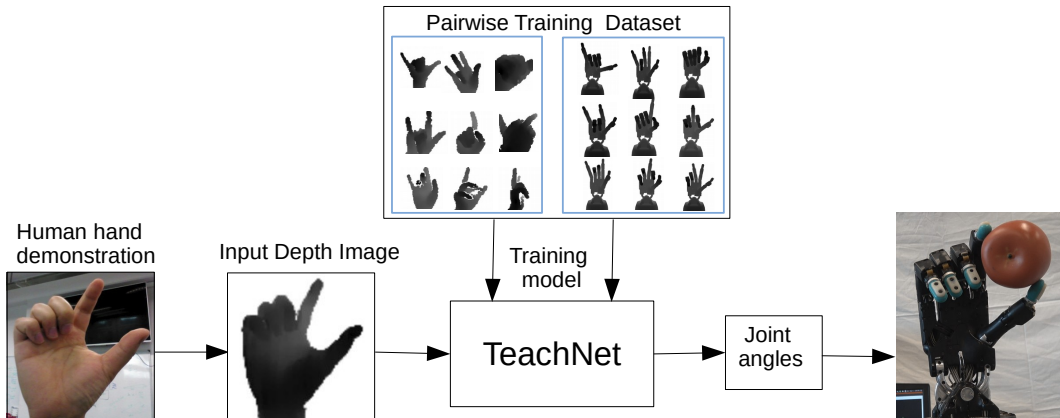 Pairwise Training Dataset
Human hand
demonstration
Input Depth Image
Training
model
TeachNet
Joint
angles